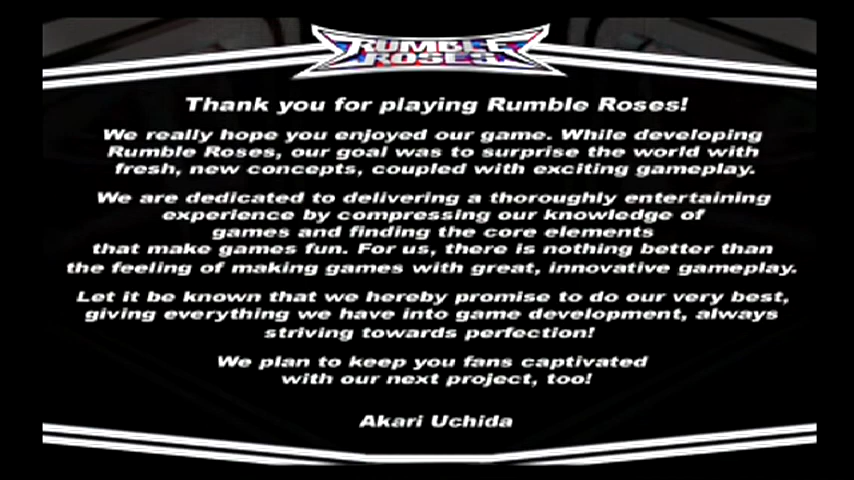 RUMBLE
ROSES
Thank you for playing Rumble Roses!
We really hope you enjoyed our game. While developing
Rumble Roses, our goal was to surprise the world with
fresh, new concepts, coupled with exciting gameplay.
We are dedicated to delivering a thoroughly entertaining
experience by compressing our knowledge of
games and finding the core elements
that make games fun. For us, there is nothing better than
the feeling of making games with great, innovative gameplay.
Let it be known that we hereby promise to do our very best,
giving everything we have into game development, always
striving towards perfection!
We plan to keep you fans captivated
with our next project, too!
Akari Uchida